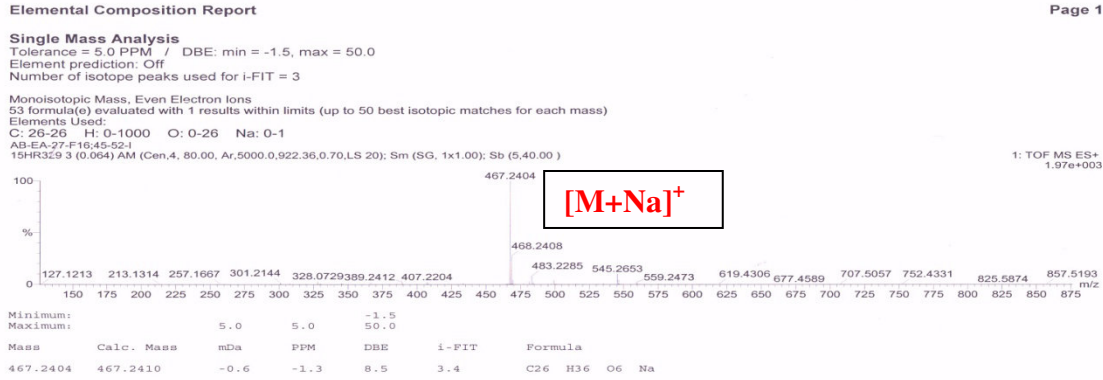 Elemental Composition Report Page 1
Single Mass Analysis
Tolerance = 5.0 PPM / DBE: min = -1.5, max = 50.0
Element prediction: Off
Number of isotope peaks used for i-FIT = 3
Monoisotopic Mass, Even Electron Ions
53 formula(e) evaluated with 1 results within limits (up to 50 best isotopic matches for each mass)
Elements Used:
C: 26-26 H: 0-1000 O: 0-26 Na: 0-1
AB-EA-27-F16;45-52-I
15HR329 3 (0.064) AM (Cen,4, 80.00, Ar,5000.0,922.36,0.70,LS 20); Sm (SG, 1x1.00); Sb (5,40.00 ) 1: TOF MS ES+
1.97e+003
100 467.2404
[M+Na]+
%
468.2408
127.1213 213.1314 257.1667 301.2144 328.0729 389.2412 407.2204 483.2285 545.2653 559.2473 619.4306 677.4589 707.5057 752.4331 825.5874 857.5193
0 m/z
150 175 200 225 250 275 300 325 350 375 400 425 450 475 500 525 550 575 600 625 650 675 700 725 750 775 800 825 850 875
Minimum: -1.5
Maximum: 5.0 5.0 50.0
Mass Calc. Mass mDa PPM DBE i-FIT Formula
467.2404 467.2410 -0.6 -1.3 8.5 3.4 C26 H36 O6 Na